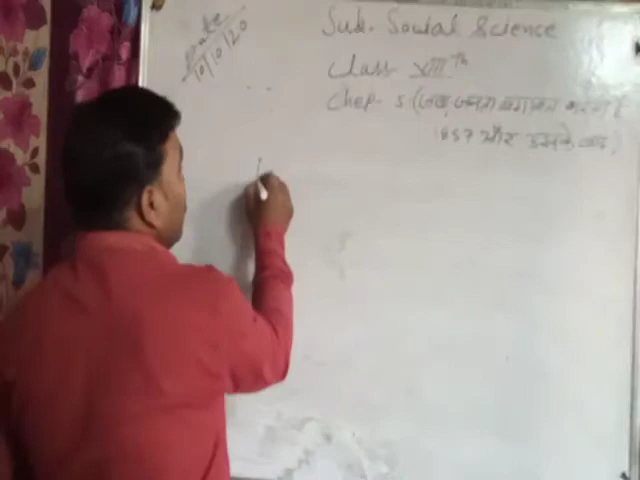 Date
10/10/20
Sub. Social Science
Class VIII th
Chep - 5 (जब जनता बगावत करती है
1857 और उसके बाद)